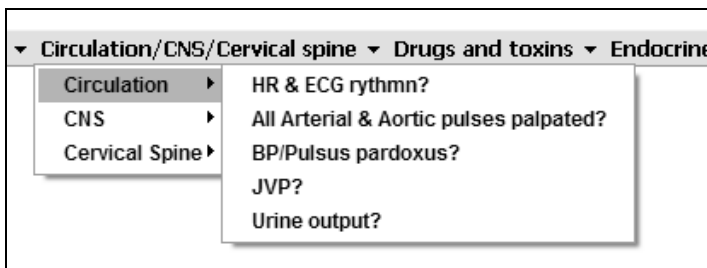 Circulation/CNS/Cervical spine Drugs and toxins Endocrine
Circulation
CNS
Cervical Spine
HR & ECG rythmn?
All Arterial & Aortic pulses palpated?
BP/Pulsus pardoxus?
JVP?
Urine output?